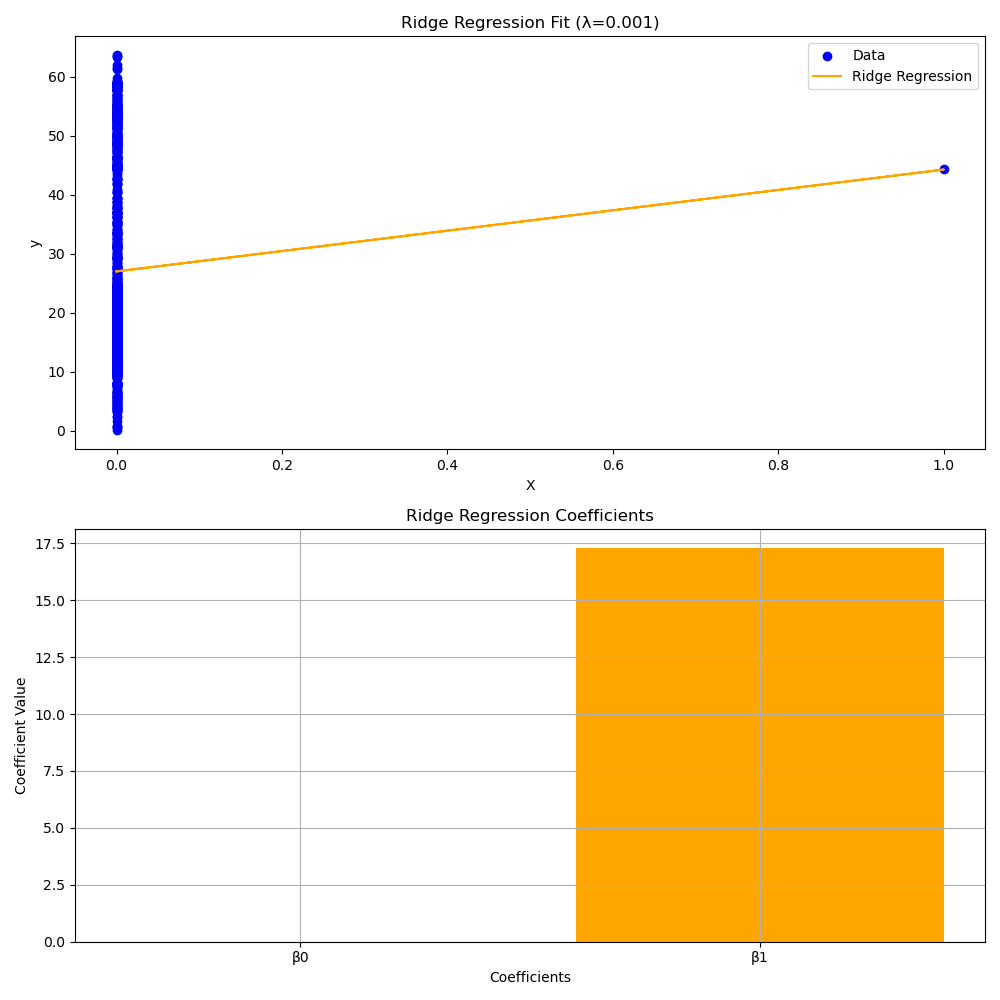 Ridge Regression Fit (λ=0.001)
Data
Ridge Regression
60
50
40
30
20
10
0
y
0.0 0.2 0.4 0.6 0.8 1.0
X
Ridge Regression Coefficients
17.5
15.0
12.5
10.0
7.5
5.0
2.5
0.0
Coefficient Value
β0 β1
Coefficients